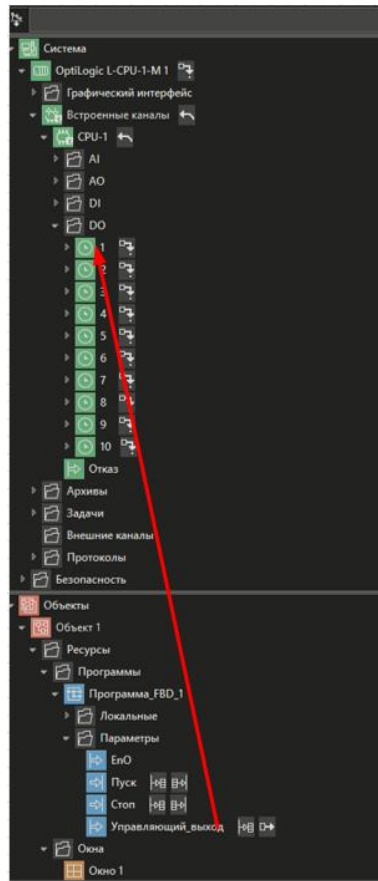 Система
OptiLogic L-CPU-1-M 1
Графический интерфейс
Встроенные каналы
CPU-1
AI
AO
DI
DO
1
2
3
4
5
6
7
8
9
10
Отказ
Архивы
Задачи
Внешние каналы
Протоколы
Безопасность
Объекты
Объект 1
Ресурсы
Программы
Программа_FBD_1
Локальные
Параметры
EnO
Пуск
Стоп
Управляющий_выход
Окна
Окно 1